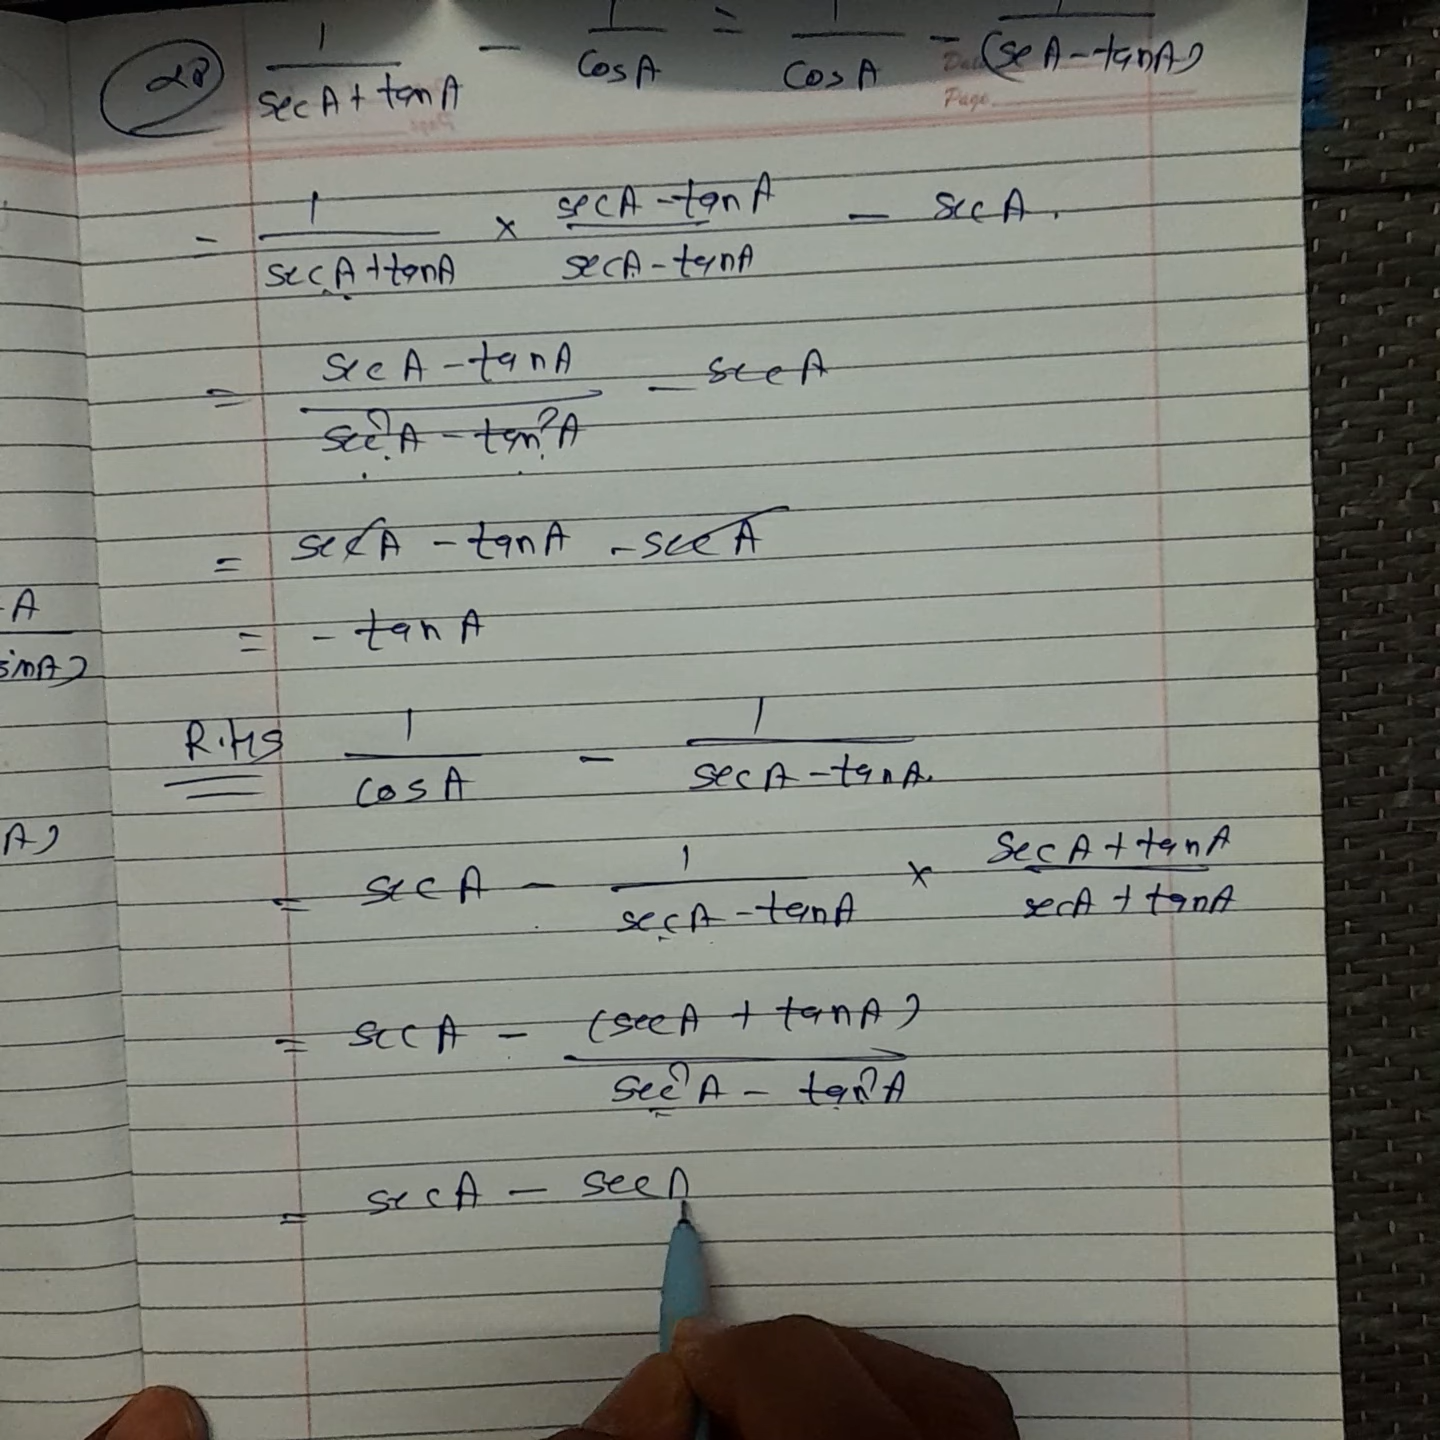 28 1/(secA + tanA) - 1/cosA = 1/cosA - 1/(secA - tanA)
Page
= 1/(secA + tanA) × (secA - tanA)/(secA - tanA) - secA.
= (secA - tanA)/(sec²A - tan²A) - secA
= secA - tanA - secA
= - tanA
R.H.S 1/cosA - 1/(secA - tanA).
= secA - 1/(secA - tanA) × (secA + tanA)/(secA + tanA)
= secA - (secA + tanA)/(sec²A - tan²A)
= secA - secA
A
sinA)
A)